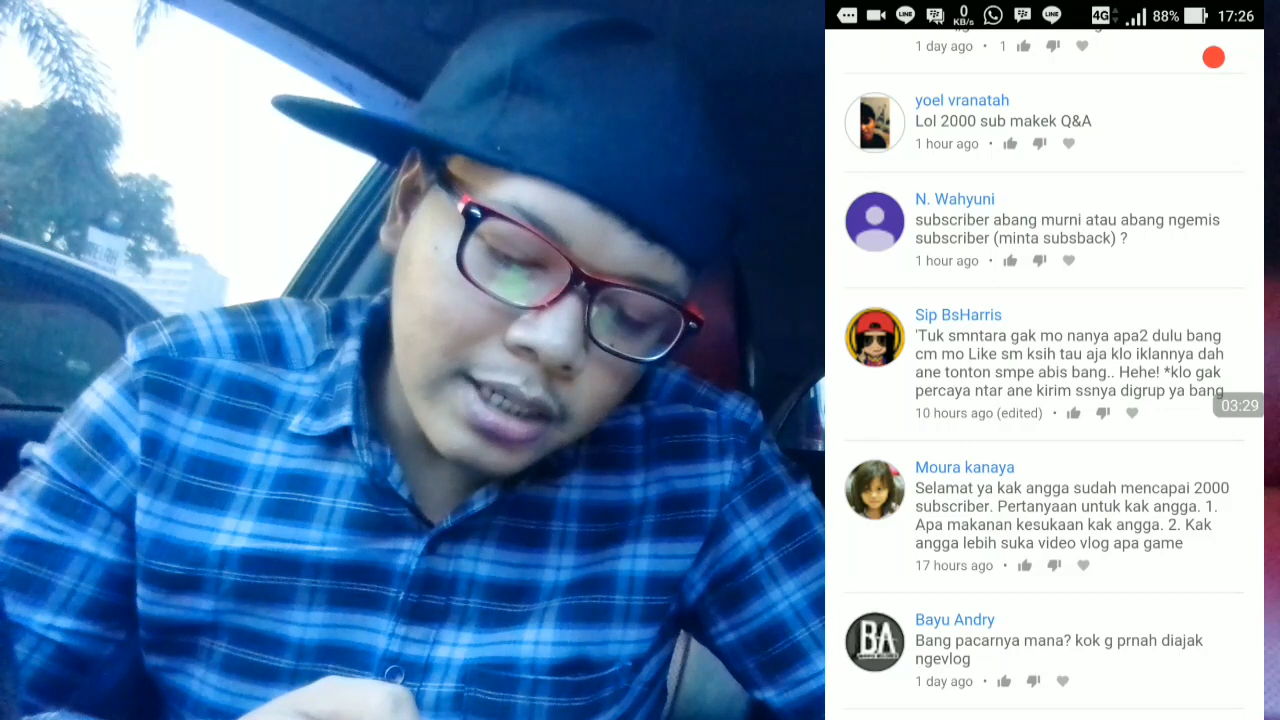 0
KB/s
4G
88%
17:26
LINE
LINE
1 day ago • 1
yoel vranatah
Lol 2000 sub makek Q&A
1 hour ago •
N. Wahyuni
subscriber abang murni atau abang ngemis
subscriber (minta subsback) ?
1 hour ago •
Sip BsHarris
'Tuk smntara gak mo nanya apa2 dulu bang
cm mo Like sm ksih tau aja klo iklannya dah
ane tonton smpe abis bang.. Hehe! *klo gak
percaya ntar ane kirim ssnya digrup ya bang
10 hours ago (edited) •
03:29
Moura kanaya
Selamat ya kak angga sudah mencapai 2000
subscriber. Pertanyaan untuk kak angga. 1.
Apa makanan kesukaan kak angga. 2. Kak
angga lebih suka video vlog apa game
17 hours ago •
BA
Bayu Andry
Bang pacarnya mana? kok g prnah diajak
ngevlog
1 day ago •